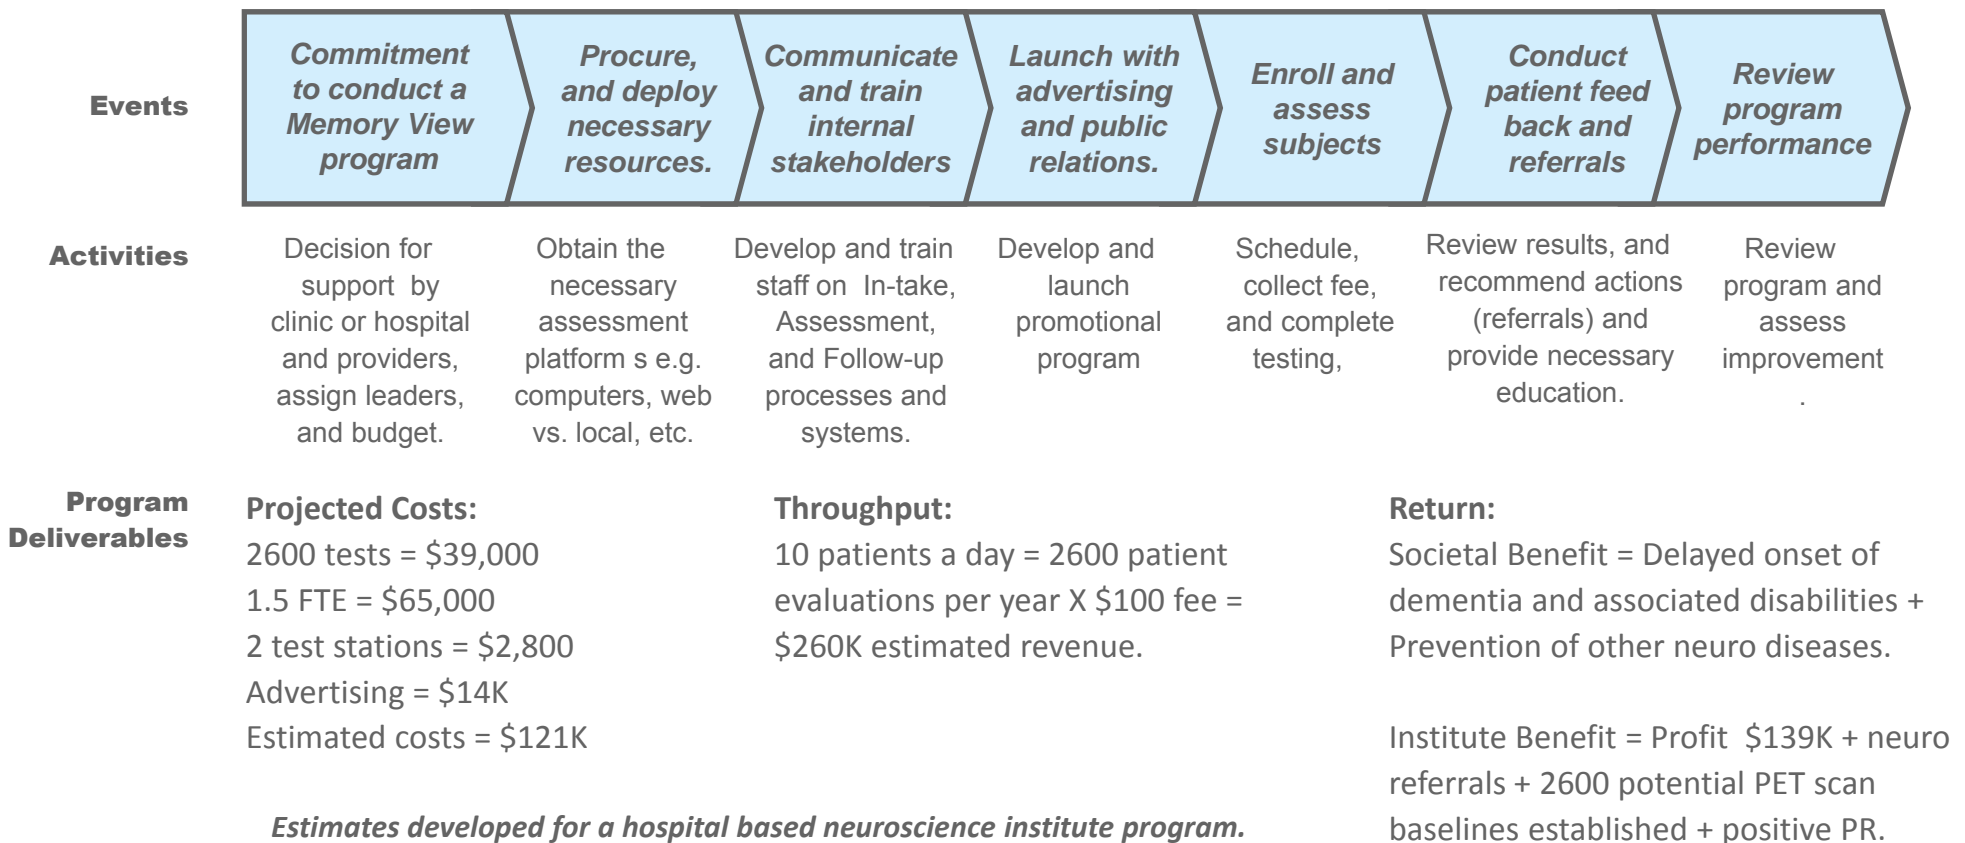 Events
Commitment
to conduct a
Memory View
program
Procure,
and deploy
necessary
resources.
Communicate
and train
internal
stakeholders
Launch with
advertising
and public
relations.
Enroll and
assess
subjects
Conduct
patient feed
back and
referrals
Review
program
performance
Activities
Decision for
support by
clinic or hospital
and providers,
assign leaders,
and budget.
Obtain the
necessary
assessment
platform s e.g.
computers, web
vs. local, etc.
Develop and train
staff on In-take,
Assessment,
and Follow-up
processes and
systems.
Develop and
launch
promotional
program
Schedule,
collect fee,
and complete
testing,
Review results, and
recommend actions
(referrals) and
provide necessary
education.
Review
program and
assess
improvement
.
Program
Deliverables
Projected Costs:
2600 tests = $39,000
1.5 FTE = $65,000
2 test stations = $2,800
Advertising = $14K
Estimated costs = $121K
Throughput:
10 patients a day = 2600 patient
evaluations per year X $100 fee =
$260K estimated revenue.
Return:
Societal Benefit = Delayed onset of
dementia and associated disabilities +
Prevention of other neuro diseases.
Institute Benefit = Profit $139K + neuro
referrals + 2600 potential PET scan
baselines established + positive PR.
Estimates developed for a hospital based neuroscience institute program.